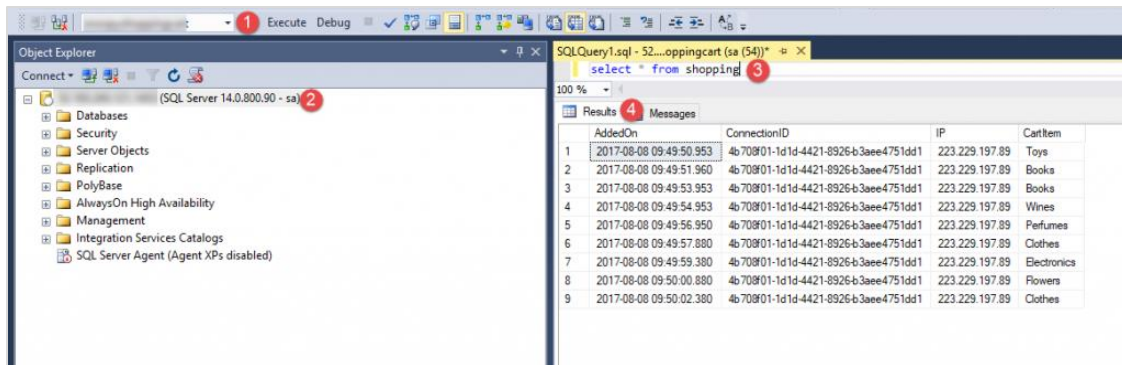 1 Execute Debug
Object Explorer
Connect
(SQL Server 14.0.800.90 - sa) 2
Databases
Security
Server Objects
Replication
PolyBase
AlwaysOn High Availability
Management
Integration Services Catalogs
SQL Server Agent (Agent XPs disabled)
SQLQuery1.sql - 52....oppingcart (sa (54))*
select * from shopping 3
100 %
Results 4 Messages
AddedOn ConnectionID IP CartItem
1 2017-08-08 09:49:50.953 4b708f01-1d1d-4421-8926-b3aee4751dd1 223.229.197.89 Toys
2 2017-08-08 09:49:51.960 4b708f01-1d1d-4421-8926-b3aee4751dd1 223.229.197.89 Books
3 2017-08-08 09:49:53.953 4b708f01-1d1d-4421-8926-b3aee4751dd1 223.229.197.89 Books
4 2017-08-08 09:49:54.953 4b708f01-1d1d-4421-8926-b3aee4751dd1 223.229.197.89 Wines
5 2017-08-08 09:49:56.950 4b708f01-1d1d-4421-8926-b3aee4751dd1 223.229.197.89 Perfumes
6 2017-08-08 09:49:57.880 4b708f01-1d1d-4421-8926-b3aee4751dd1 223.229.197.89 Clothes
7 2017-08-08 09:49:59.380 4b708f01-1d1d-4421-8926-b3aee4751dd1 223.229.197.89 Electronics
8 2017-08-08 09:50:00.880 4b708f01-1d1d-4421-8926-b3aee4751dd1 223.229.197.89 Flowers
9 2017-08-08 09:50:02.380 4b708f01-1d1d-4421-8926-b3aee4751dd1 223.229.197.89 Clothes